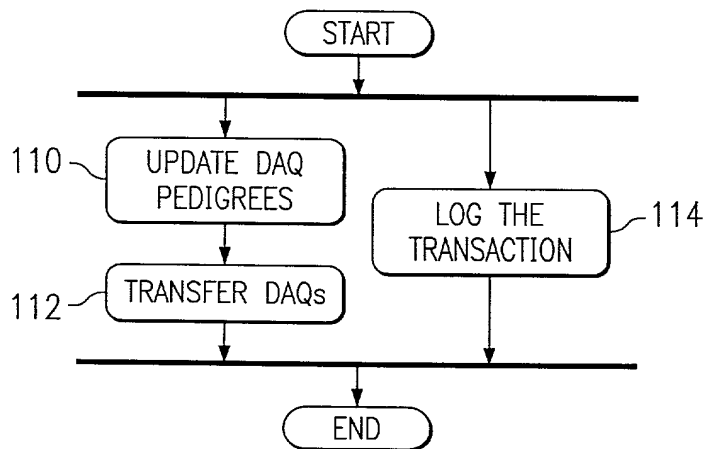 START
110
UPDATE DAQ
PEDIGREES
LOG THE
TRANSACTION
114
112
TRANSFER DAQs
END